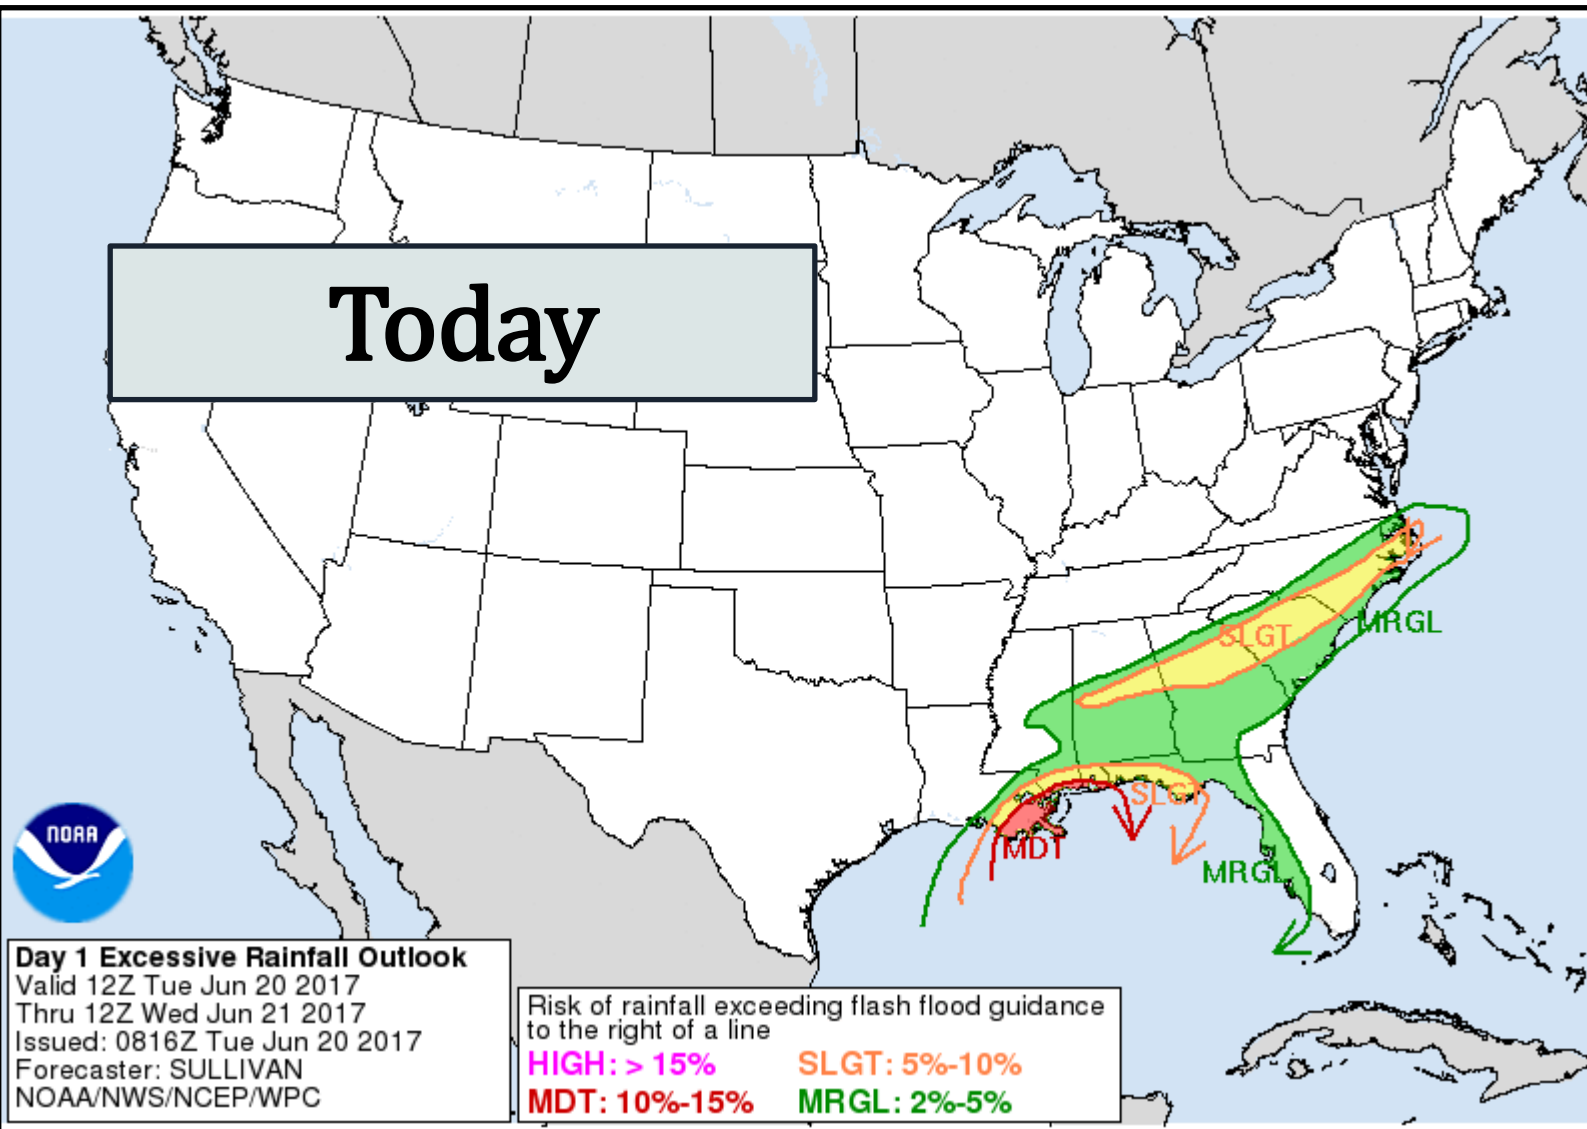 Today
SLGT
MRGL
SLGT
MDT
MRGL
NOAA
Day 1 Excessive Rainfall Outlook
Valid 12Z Tue Jun 20 2017
Thru 12Z Wed Jun 21 2017
Issued: 0816Z Tue Jun 20 2017
Forecaster: SULLIVAN
NOAA/NWS/NCEP/WPC
Risk of rainfall exceeding flash flood guidance
to the right of a line
HIGH: > 15% SLGT: 5%-10%
MDT: 10%-15% MRGL: 2%-5%